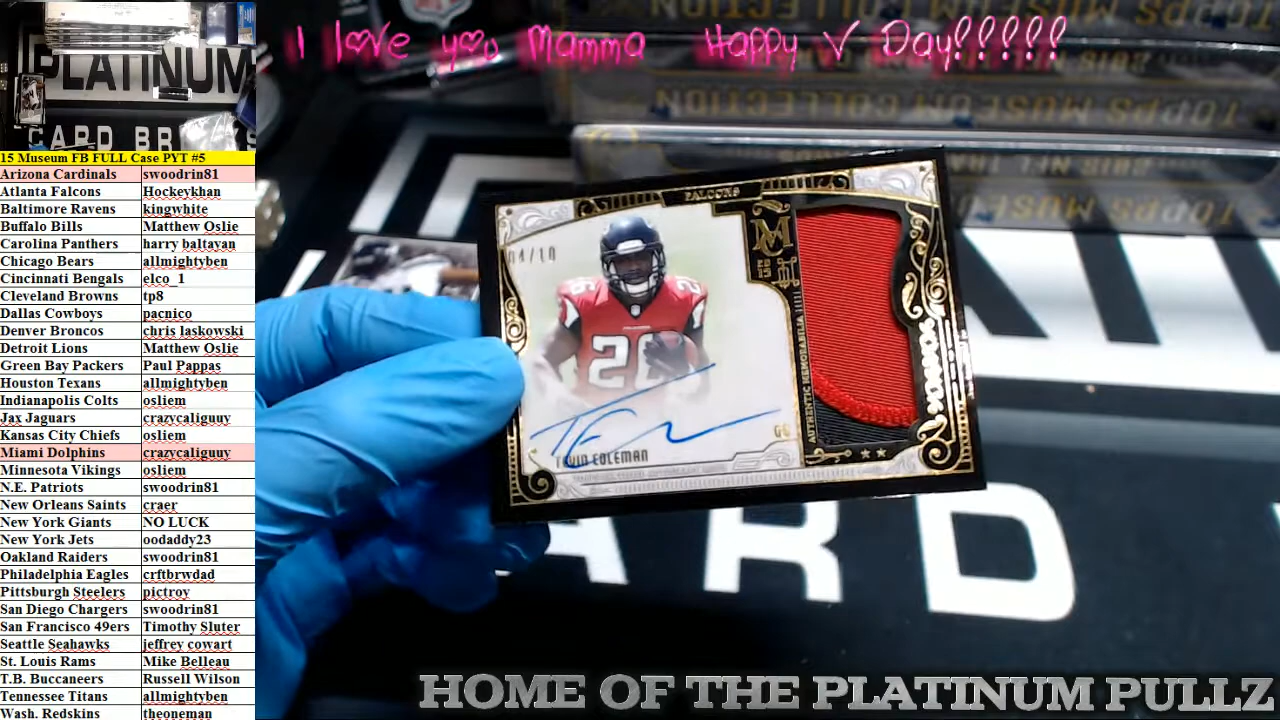 I love you Mamma Happy V Day!!!!!
PLATINUM
CARD BR
15 Museum FB FULL Case PYT #5
Arizona Cardinals swoodrin81
Atlanta Falcons Hockeykhan
Baltimore Ravens kingwhite
Buffalo Bills Matthew Oslie
Carolina Panthers harry baltayan
Chicago Bears allmightyben
Cincinnati Bengals elco_1
Cleveland Browns tp8
Dallas Cowboys pacnico
Denver Broncos chris laskowski
Detroit Lions Matthew Oslie
Green Bay Packers Paul Pappas
Houston Texans allmightyben
Indianapolis Colts osliem
Jax Jaguars crazycaliguuy
Kansas City Chiefs osliem
Miami Dolphins crazycaliguuy
Minnesota Vikings osliem
N.E. Patriots swoodrin81
New Orleans Saints craer
New York Giants NO LUCK
New York Jets oodaddy23
Oakland Raiders swoodrin81
Philadelphia Eagles crftbrwdad
Pittsburgh Steelers pictroy
San Diego Chargers swoodrin81
San Francisco 49ers Timothy Sluter
Seattle Seahawks jeffrey cowart
St. Louis Rams Mike Belleau
T.B. Buccaneers Russell Wilson
Tennessee Titans allmightyben
Wash. Redskins theoneman
TOPPS MUSEUM COLLECTION
FALCONS
04/10
M
26
AUTHENTIC MEMORABILIA
TEVIN COLEMAN
ARD
HOME OF THE PLATINUM PULLZ